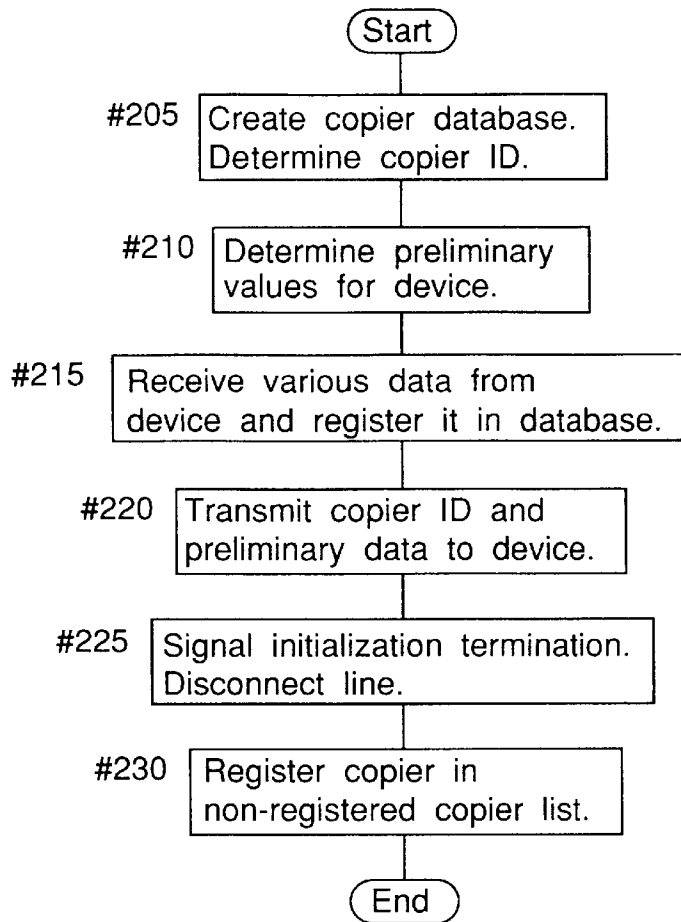 Start
#205
Create copier database.
Determine copier ID.
#210
Determine preliminary
values for device.
#215
Receive various data from
device and register it in database.
#220
Transmit copier ID and
preliminary data to device.
#225
Signal initialization termination.
Disconnect line.
#230
Register copier in
non-registered copier list.
End